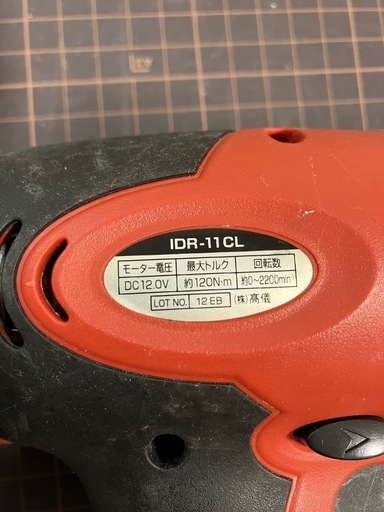 IDR-11CL
モーター電圧 最大トルク 回転数
DC12.0V 約120N·m 約0~2200min⁻¹
LOT NO. 12EB (株)髙儀